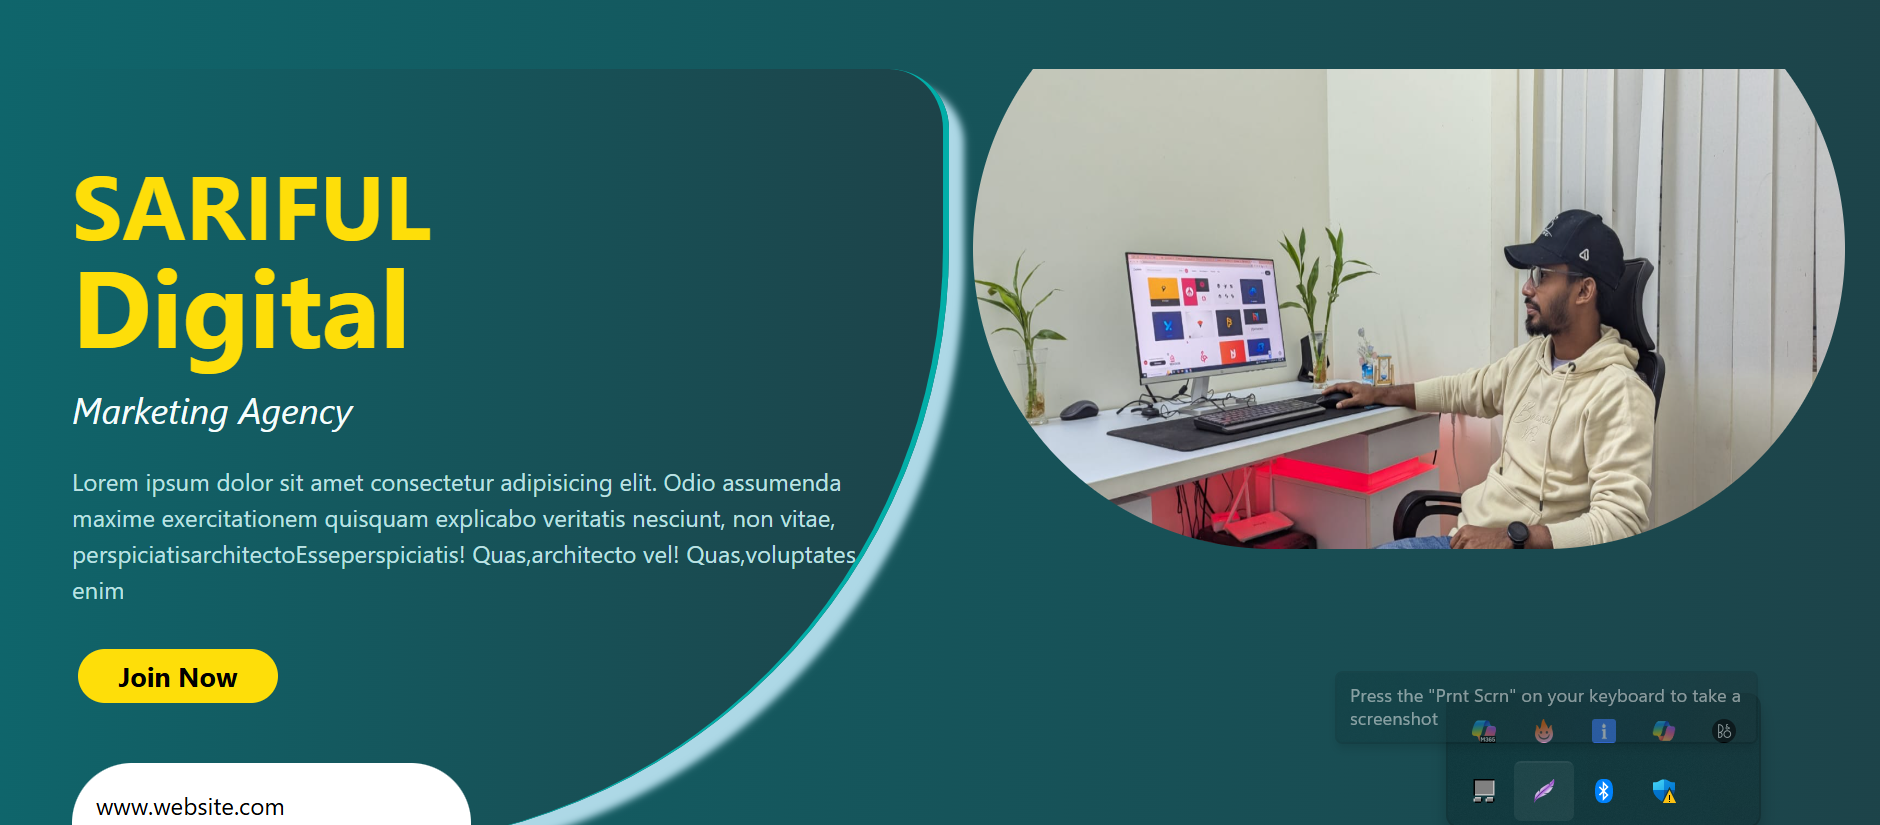 SARIFUL
Digital
Marketing Agency
Lorem ipsum dolor sit amet consectetur adipisicing elit. Odio assumenda
maxime exercitationem quisquam explicabo veritatis nesciunt, non vitae,
perspiciatisarchitectoEsseperspiciatis! Quas,architecto vel! Quas,voluptates
enim
Join Now
www.website.com
Press the "Prnt Scrn" on your keyboard to take a
screenshot
M365